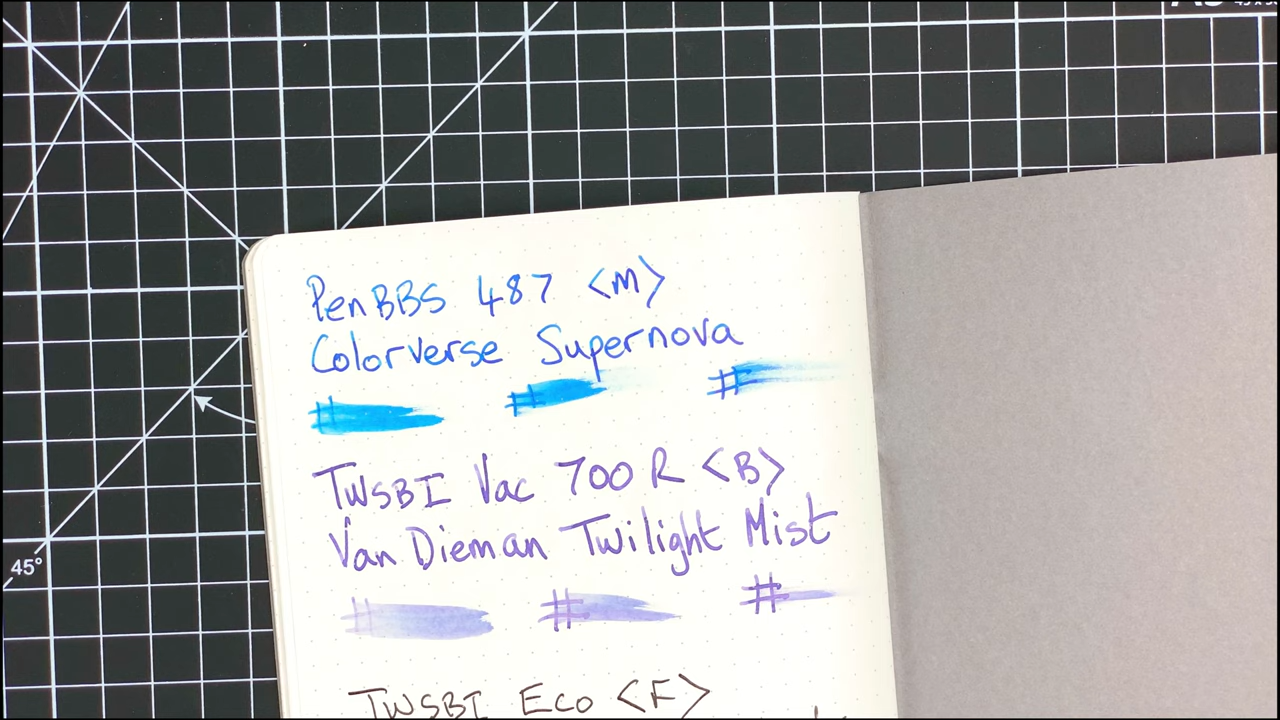 PenBBS 487 <M>
Colorverse Supernova
# # #
TWSBI Vac 700 R <B>
Van Dieman Twilight Mist
# # #
TWSBI Eco <F>
45°